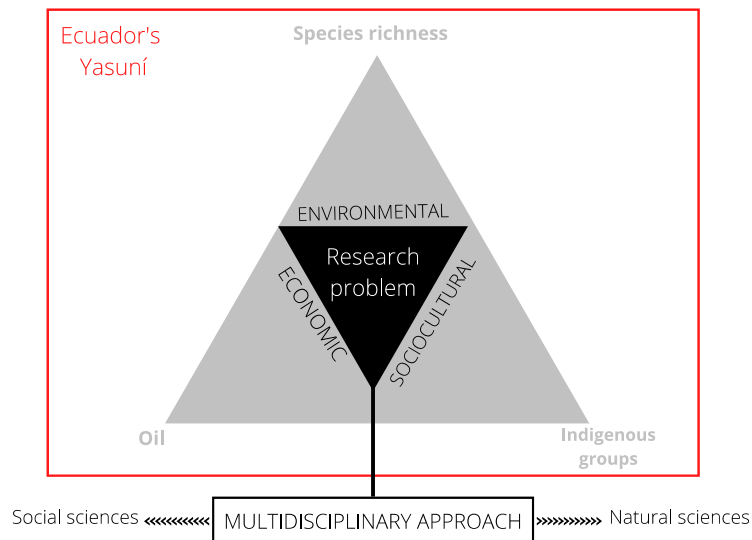 Ecuador's
Yasuní
Species richness
ENVIRONMENTAL
Research
problem
ECONOMIC
SOCIOCULTURAL
Oil
Indigenous
groups
Social sciences ‹‹‹‹‹‹‹‹‹‹‹ MULTIDISCIPLINARY APPROACH ››››››››››› Natural sciences